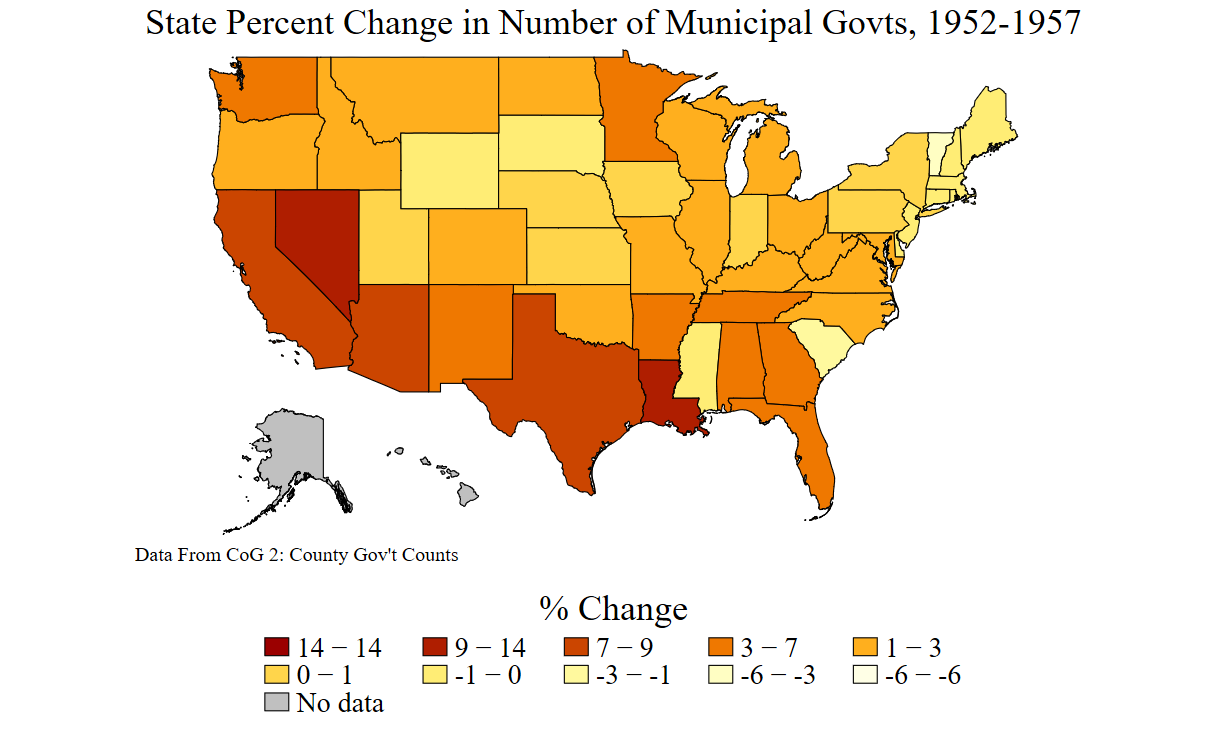 State Percent Change in Number of Municipal Govts, 1952-1957
Data From CoG 2: County Gov't Counts
% Change
14 − 14 9 − 14 7 − 9 3 − 7 1 − 3
0 − 1 -1 − 0 -3 − -1 -6 − -3 -6 − -6
No data